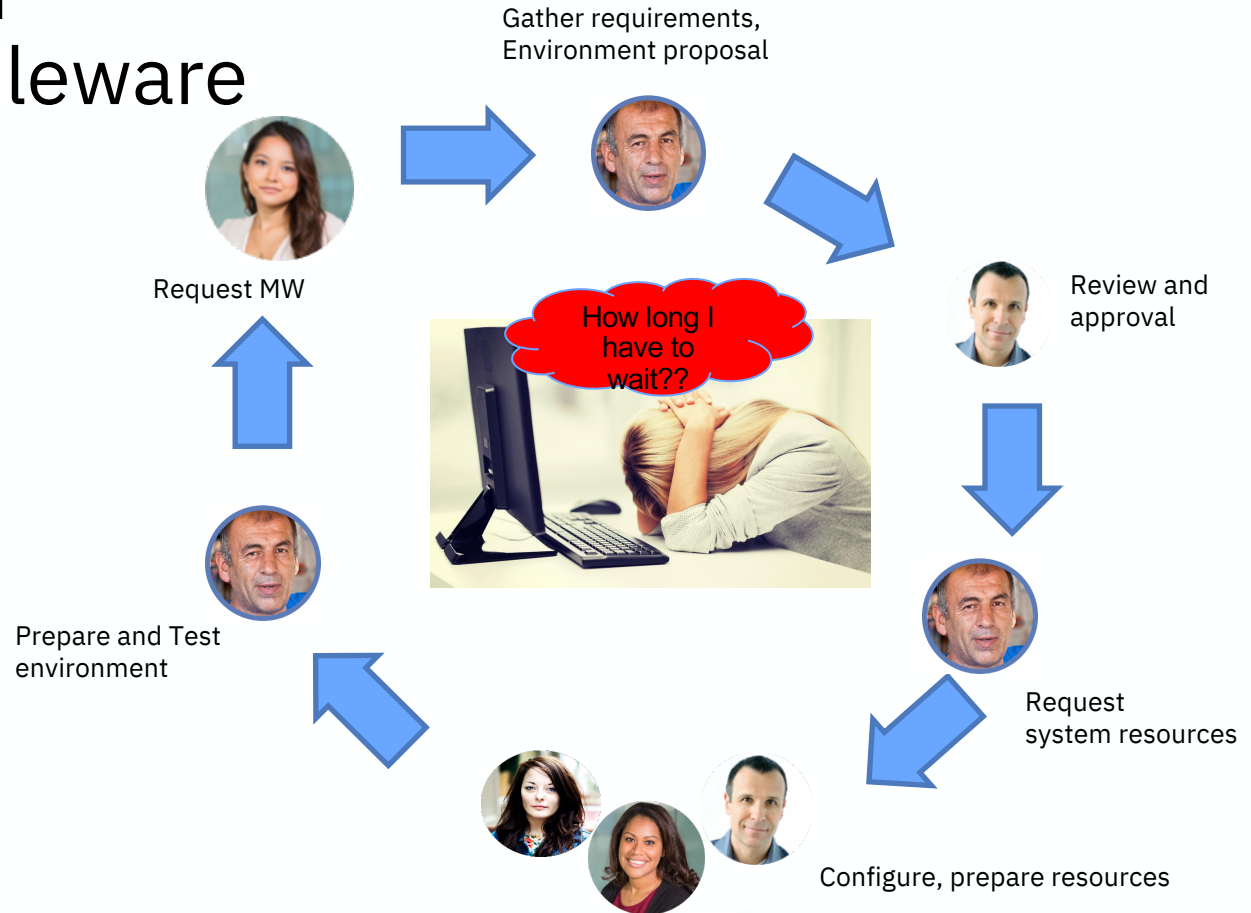 leware
Gather requirements,
Environment proposal
Request MW
How long I
have to
wait??
Review and
approval
Prepare and Test
environment
Request
system resources
Configure, prepare resources